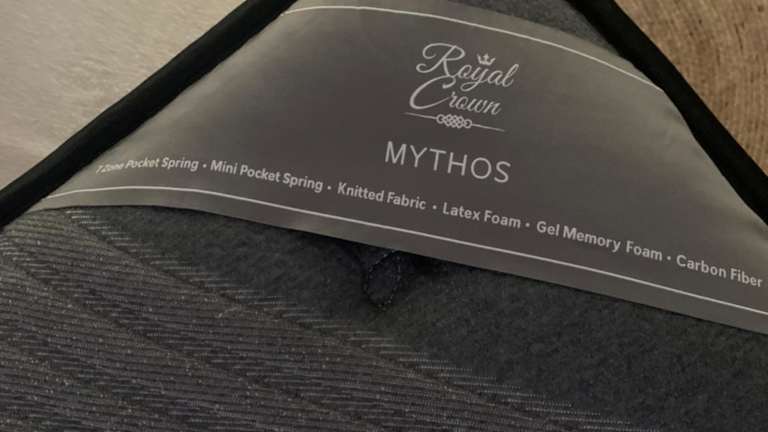 Royal
Crown
MYTHOS
7 Zone Pocket Spring • Mini Pocket Spring • Knitted Fabric • Latex Foam • Gel Memory Foam • Carbon Fiber